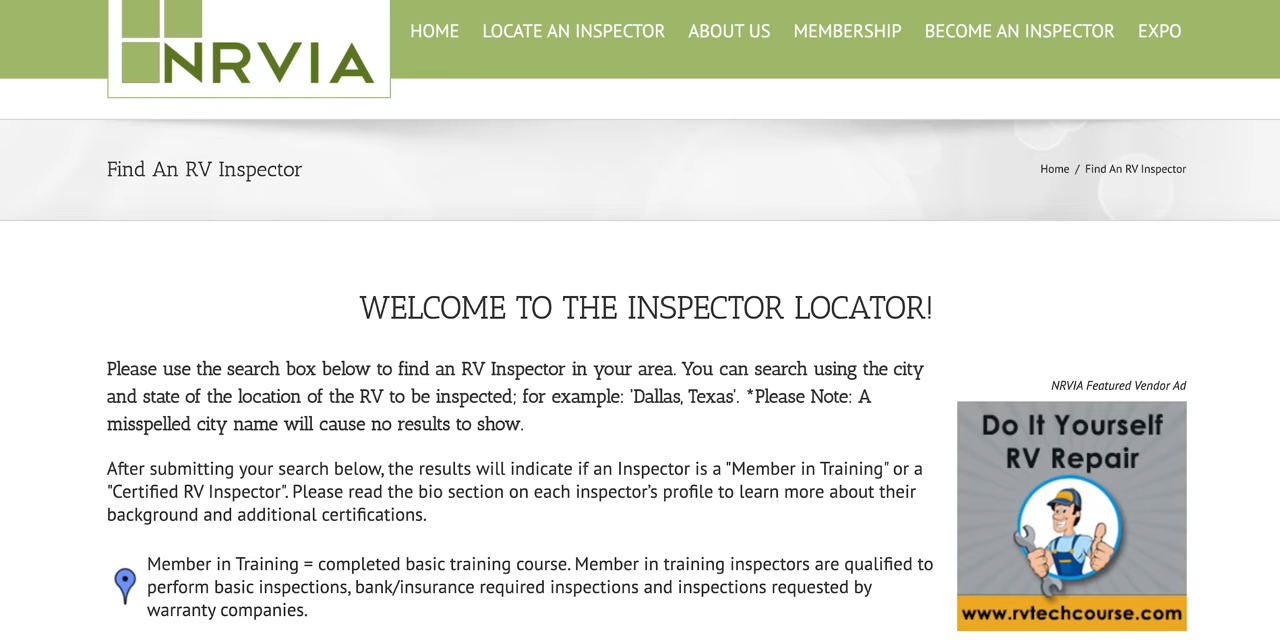 NRVIA
HOME LOCATE AN INSPECTOR ABOUT US MEMBERSHIP BECOME AN INSPECTOR EXPO
Find An RV Inspector
Home / Find An RV Inspector
WELCOME TO THE INSPECTOR LOCATOR!
Please use the search box below to find an RV Inspector in your area. You can search using the city
and state of the location of the RV to be inspected; for example: 'Dallas, Texas'. *Please Note: A
misspelled city name will cause no results to show.
After submitting your search below, the results will indicate if an Inspector is a "Member in Training" or a
"Certified RV Inspector". Please read the bio section on each inspector's profile to learn more about their
background and additional certifications.
Member in Training = completed basic training course. Member in training inspectors are qualified to
perform basic inspections, bank/insurance required inspections and inspections requested by
warranty companies.
NRVIA Featured Vendor Ad
Do It Yourself
RV Repair
www.rvtechcourse.com